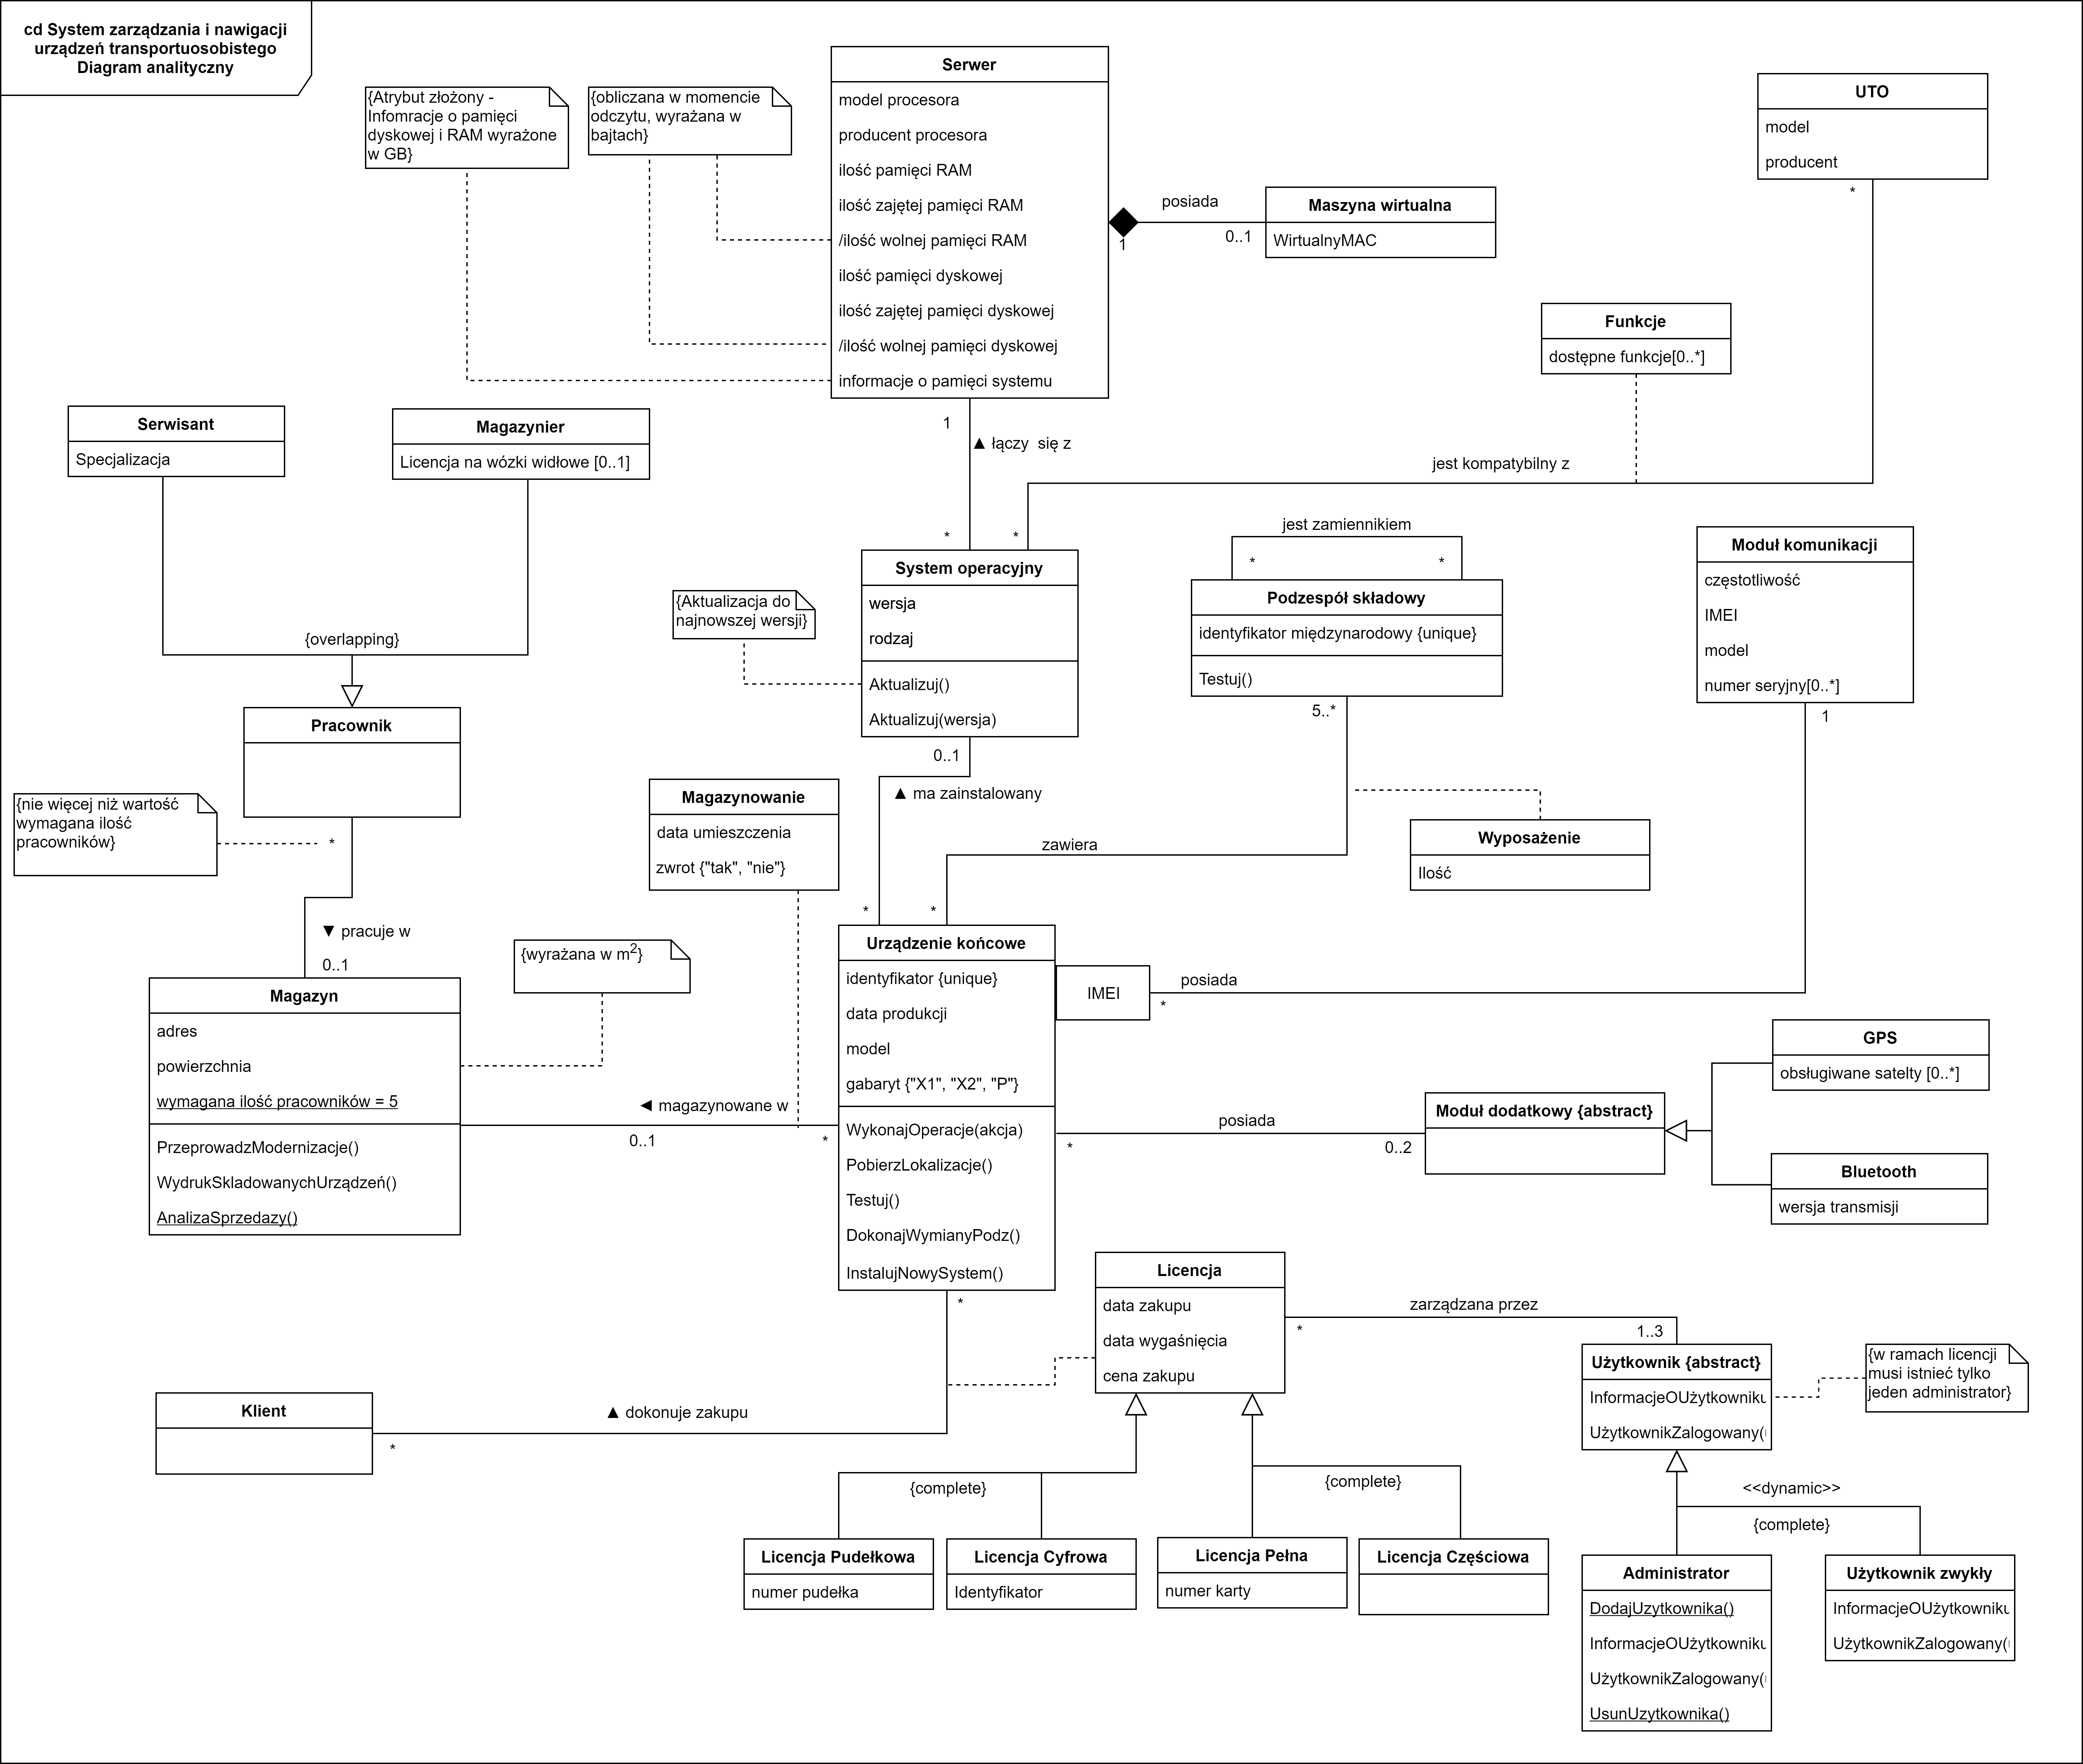 cd System zarządzania i nawigacji
urządzeń transportuosobistego
Diagram analityczny
{Atrybut złożony -
Infomracje o pamięci
dyskowej i RAM wyrażone
w GB}
{obliczana w momencie
odczytu, wyrażana w
bajtach}
Serwer
model procesora
producent procesora
ilość pamięci RAM
ilość zajętej pamięci RAM
/ilość wolnej pamięci RAM
ilość pamięci dyskowej
ilość zajętej pamięci dyskowej
/ilość wolnej pamięci dyskowej
informacje o pamięci systemu
1
posiada
0..1
Maszyna wirtualna
WirtualnyMAC
UTO
model
producent
*
Funkcje
dostępne funkcje[0..*]
jest kompatybilny z
*
1
▲ łączy się z
*
Serwisant
Specjalizacja
Magazynier
Licencja na wózki widłowe [0..1]
{overlapping}
Pracownik
{nie więcej niż wartość
wymagana ilość
pracowników}
*
▼ pracuje w
0..1
{Aktualizacja do
najnowszej wersji}
System operacyjny
wersja
rodzaj
Aktualizuj()
Aktualizuj(wersja)
0..1
▲ ma zainstalowany
*
jest zamiennikiem
*
*
Podzespół składowy
identyfikator międzynarodowy {unique}
Testuj()
5..*
zawiera
*
Wyposażenie
Ilość
Moduł komunikacji
częstotliwość
IMEI
model
numer seryjny[0..*]
1
Magazynowanie
data umieszczenia
zwrot {"tak", "nie"}
{wyrażana w m2}
Magazyn
adres
powierzchnia
wymagana ilość pracowników = 5
PrzeprowadzModernizacje()
WydrukSkladowanychUrządzeń()
AnalizaSprzedazy()
◄ magazynowane w
0..1
*
Urządzenie końcowe
identyfikator {unique}
data produkcji
model
gabaryt {"X1", "X2", "P"}
WykonajOperacje(akcja)
PobierzLokalizacje()
Testuj()
DokonajWymianyPodz()
InstalujNowySystem()
IMEI
posiada
*
posiada
*
0..2
Moduł dodatkowy {abstract}
GPS
obsługiwane satelty [0..*]
Bluetooth
wersja transmisji
*
Licencja
data zakupu
data wygaśnięcia
cena zakupu
zarządzana przez
*
1..3
Użytkownik {abstract}
InformacjeOUżytkowniku
UżytkownikZalogowany(
{w ramach licencji
musi istnieć tylko
jeden administrator}
Klient
▲ dokonuje zakupu
*
{complete}
{complete}
<<dynamic>>
{complete}
Licencja Pudełkowa
numer pudełka
Licencja Cyfrowa
Identyfikator
Licencja Pełna
numer karty
Licencja Częściowa
Administrator
DodajUzytkownika()
InformacjeOUżytkowniku
UżytkownikZalogowany(
UsunUzytkownika()
Użytkownik zwykły
InformacjeOUżytkowniku
UżytkownikZalogowany(